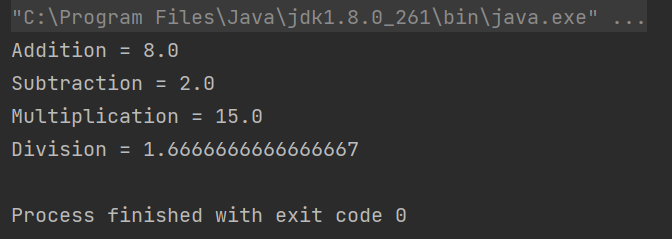 "C:\Program Files\Java\jdk1.8.0_261\bin\java.exe" ...
Addition = 8.0
Subtraction = 2.0
Multiplication = 15.0
Division = 1.6666666666666667
Process finished with exit code 0